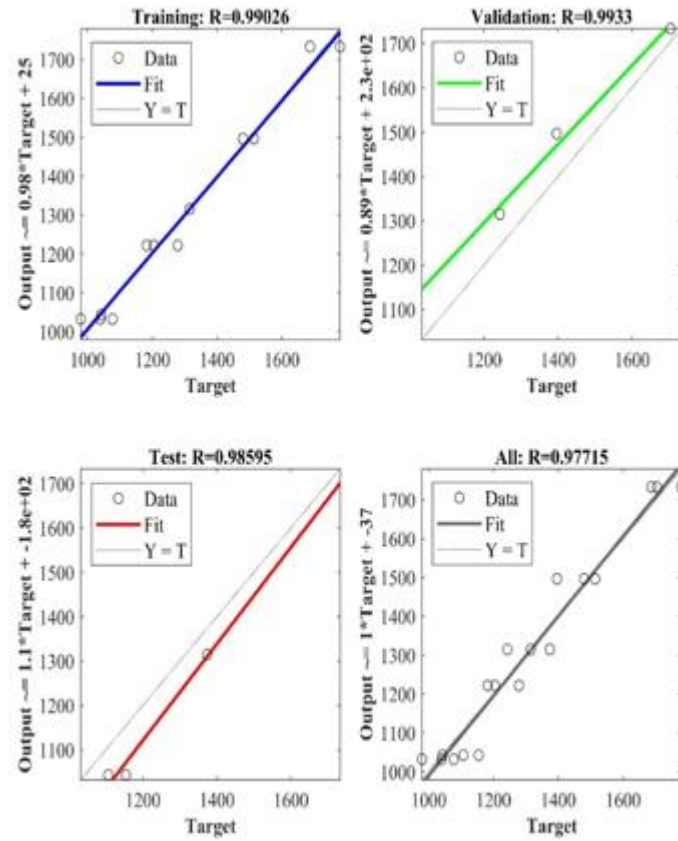 Training: R=0.99026
Output ~= 0.98*Target + 25
1700
1600
1500
1400
1300
1200
1100
1000
Data
Fit
Y = T
1000
1200
1400
1600
Target
Validation: R=0.9933
Output ~= 0.89*Target + 2.3e+02
1700
1600
1500
1400
1300
1200
1100
Data
Fit
Y = T
1200
1400
1600
Target
Test: R=0.98595
Output ~= 1.1*Target + -1.8e+02
1700
1600
1500
1400
1300
1200
1100
Data
Fit
Y = T
1200
1400
1600
Target
All: R=0.97715
Output ~= 1*Target + -37
1700
1600
1500
1400
1300
1200
1100
1000
Data
Fit
Y = T
1000
1200
1400
1600
Target